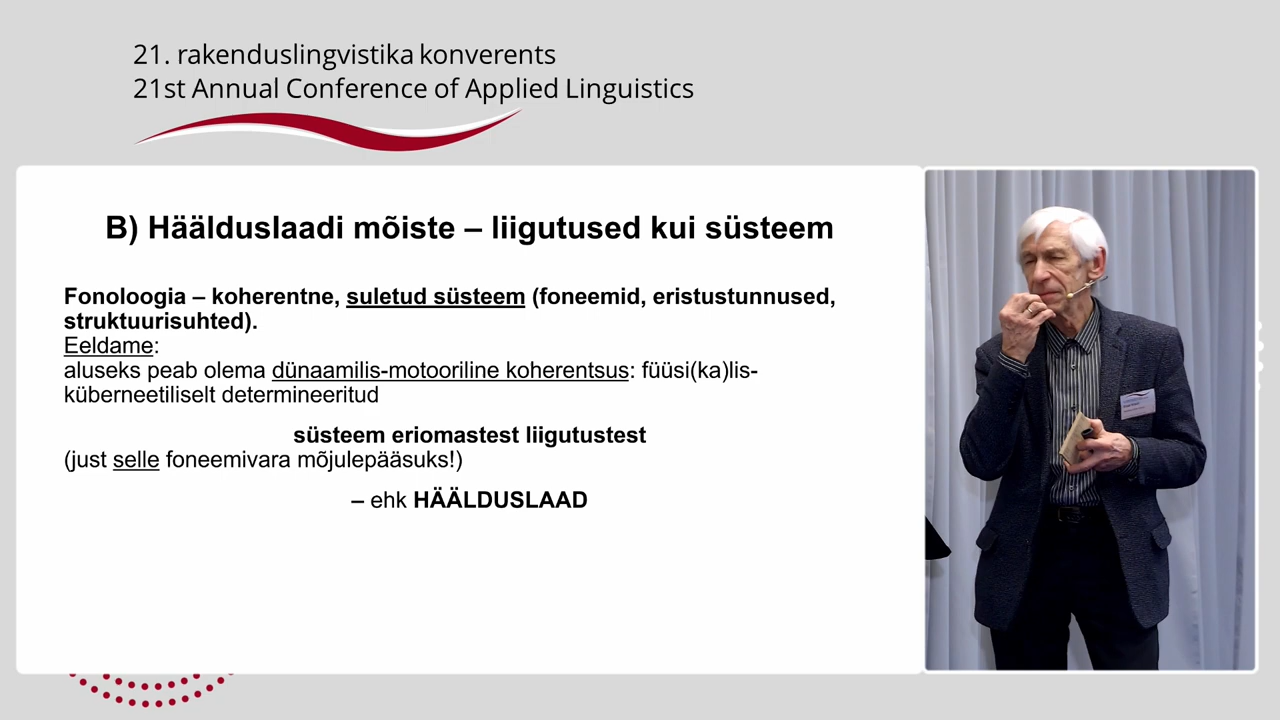 21. rakenduslingvistika konverents
21st Annual Conference of Applied Linguistics
B) Häälduslaadi mõiste – liigutused kui süsteem
Fonoloogia – koherentne, suletud süsteem (foneemid, eristustunnused,
struktuurisuhted).
Eeldame:
aluseks peab olema dünaamilis-motooriline koherentsus: füüsi(ka)lis-
küberneetiliselt determineeritud
süsteem eriomastest liigutustest
(just selle foneemivara mõjulepääsuks!)
– ehk HÄÄLDUSLAAD